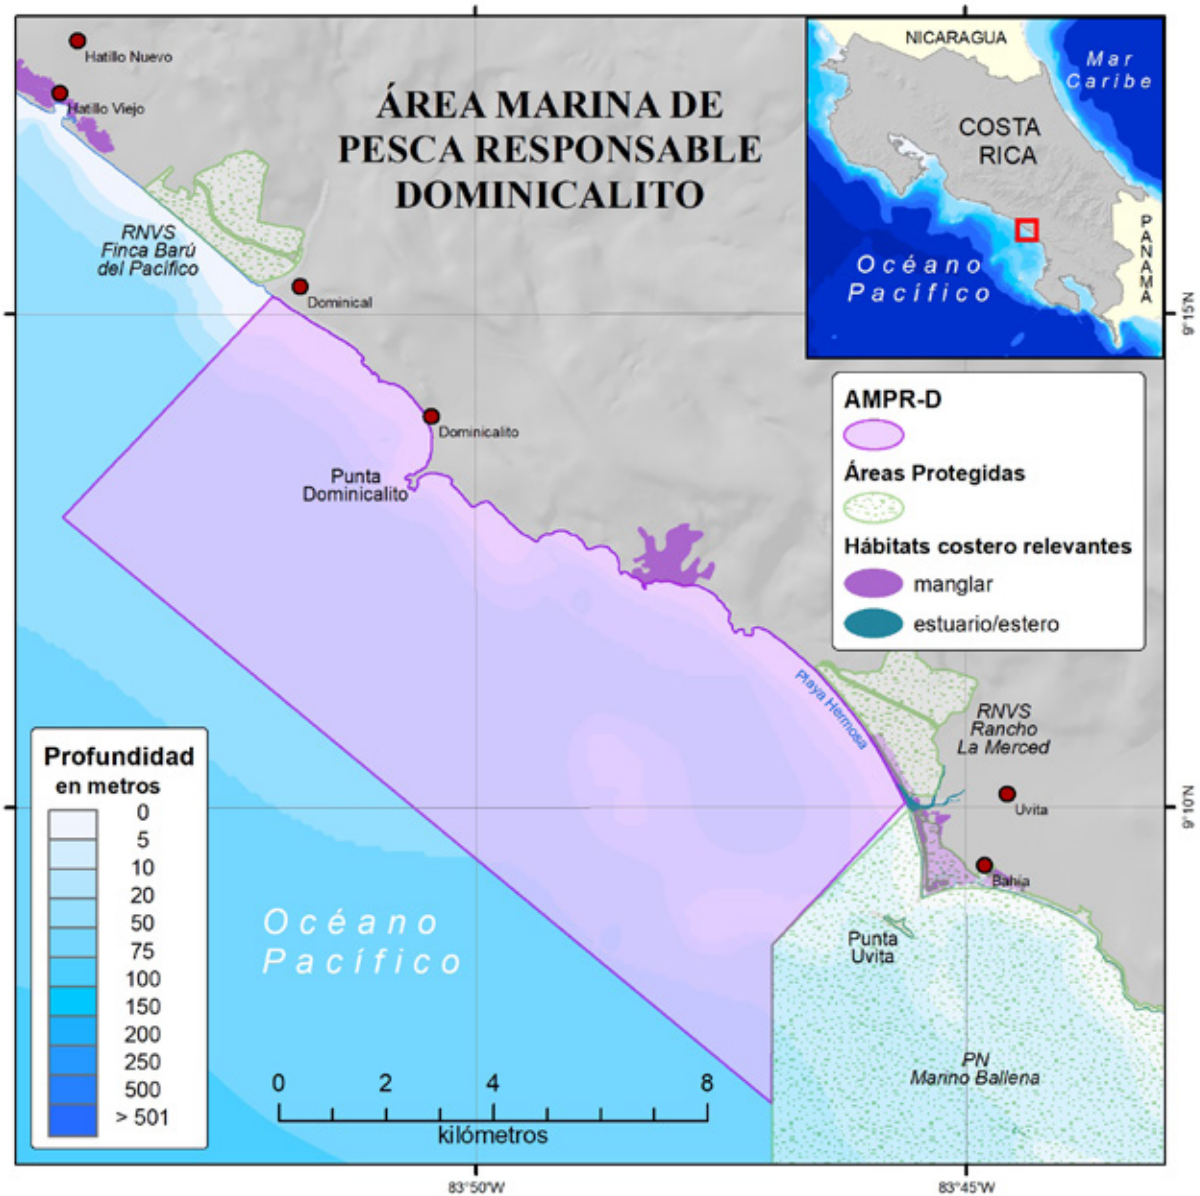 ÁREA MARINA DE
PESCA RESPONSABLE
DOMINICALITO
Hatillo Nuevo
Hatillo Viejo
RNVS
Finca Barú
del Pacífico
Dominical
Dominicalito
Punta
Dominicalito
Playa Hermosa
RNVS
Rancho
La Merced
Uvita
Bahía
Punta
Uvita
PN
Marino Ballena
Océano
Pacífico
NICARAGUA
Mar
Caribe
COSTA
RICA
PANAMÁ
Océano
Pacífico
9°15'N
9°10'N
83°50'W
83°45'W
AMPR-D
Áreas Protegidas
Hábitats costero relevantes
manglar
estuario/estero
Profundidad
en metros
0
5
10
20
50
75
100
150
200
250
500
> 501
0 2 4 8
kilómetros